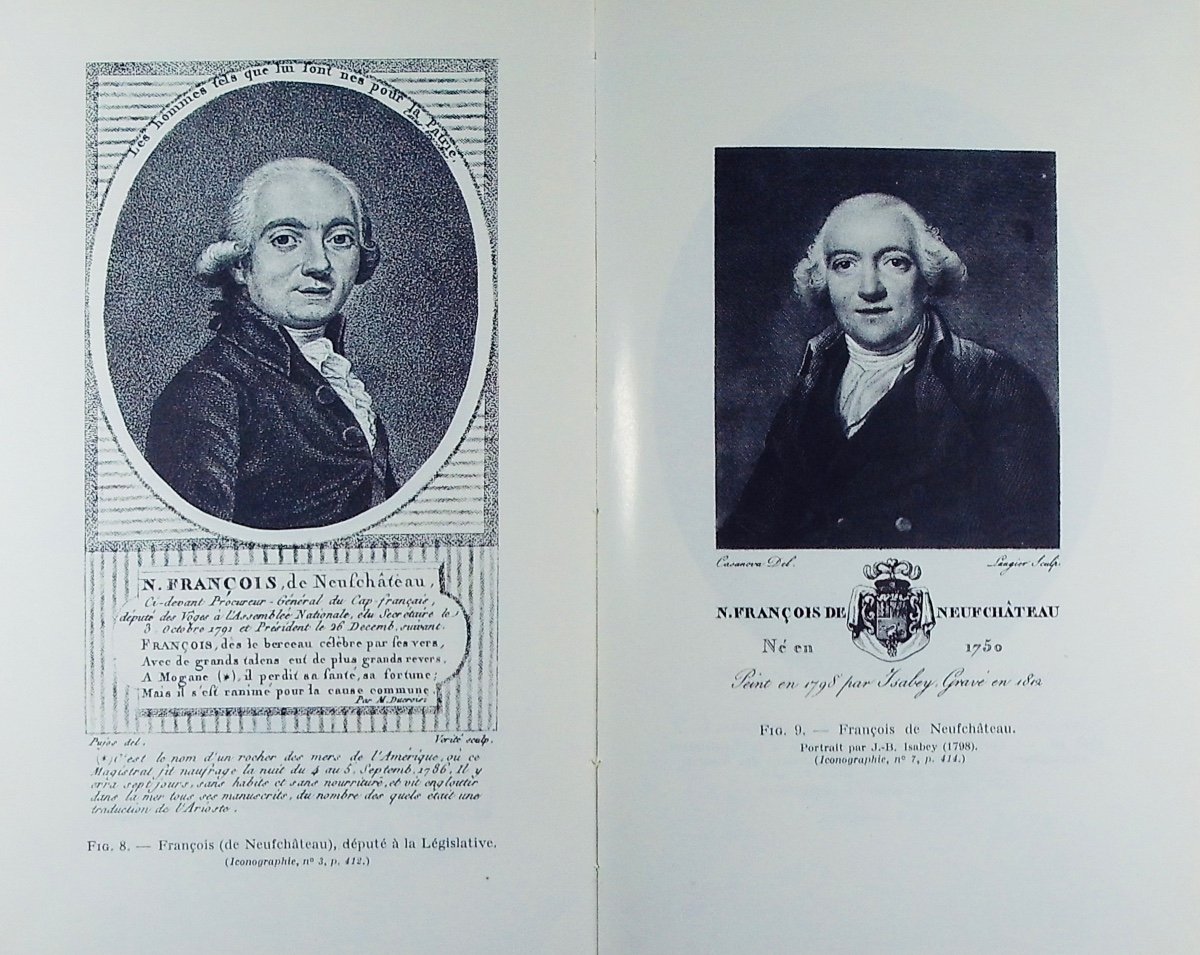 Les hommes tels que lui sont nés pour la Patrie.
N. FRANÇOIS, de Neufchâteau,
Ci-devant Procureur-Général du Cap-français,
député des Voges à l'Assemblée Nationale, élu Secrétaire le
3. Octobre 1791 et Président le 26 Decemb. suivant.
FRANÇOIS, dès le berceau célèbre par ses vers,
Avec de grands talens eut de plus grands revers.
A Mogane (*), il perdit sa santé, sa fortune;
Mais il s'est ranimé pour la cause commune.
Par M. Ducroisi
Pujos del.
Verité sculp.
(*) C'est le nom d'un rocher des mers de l'Amérique, où ce
Magistrat fit naufrage la nuit du 4 au 5. Septemb. 1786. Il y
erra sept jours, sans habits et sans nourriture, et vit engloutir
dans la mer tous ses manuscrits, du nombre des quels était une
traduction de l'Arioste.
FIG. 8. — François (de Neufchâteau), député à la Législative.
(Iconographie, n° 3, p. 412.)
Casanova Del.
Langier Sculp.
N. FRANÇOIS DE NEUFCHÂTEAU
Né en 1750
Peint en 1798 par Isabey. Gravé en 1812
FIG. 9. — François de Neufchâteau.
Portrait par J.-B. Isabey (1798).
(Iconographie, n° 7, p. 414.)